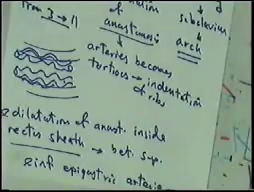 from 3 → 11
of
anastomosis
subclavian
arch
arteries becomes
tortious → indentation
of ribs
dilatation of anast. inside
rectus sheath → bet. sup.
& inf epigastric arteries